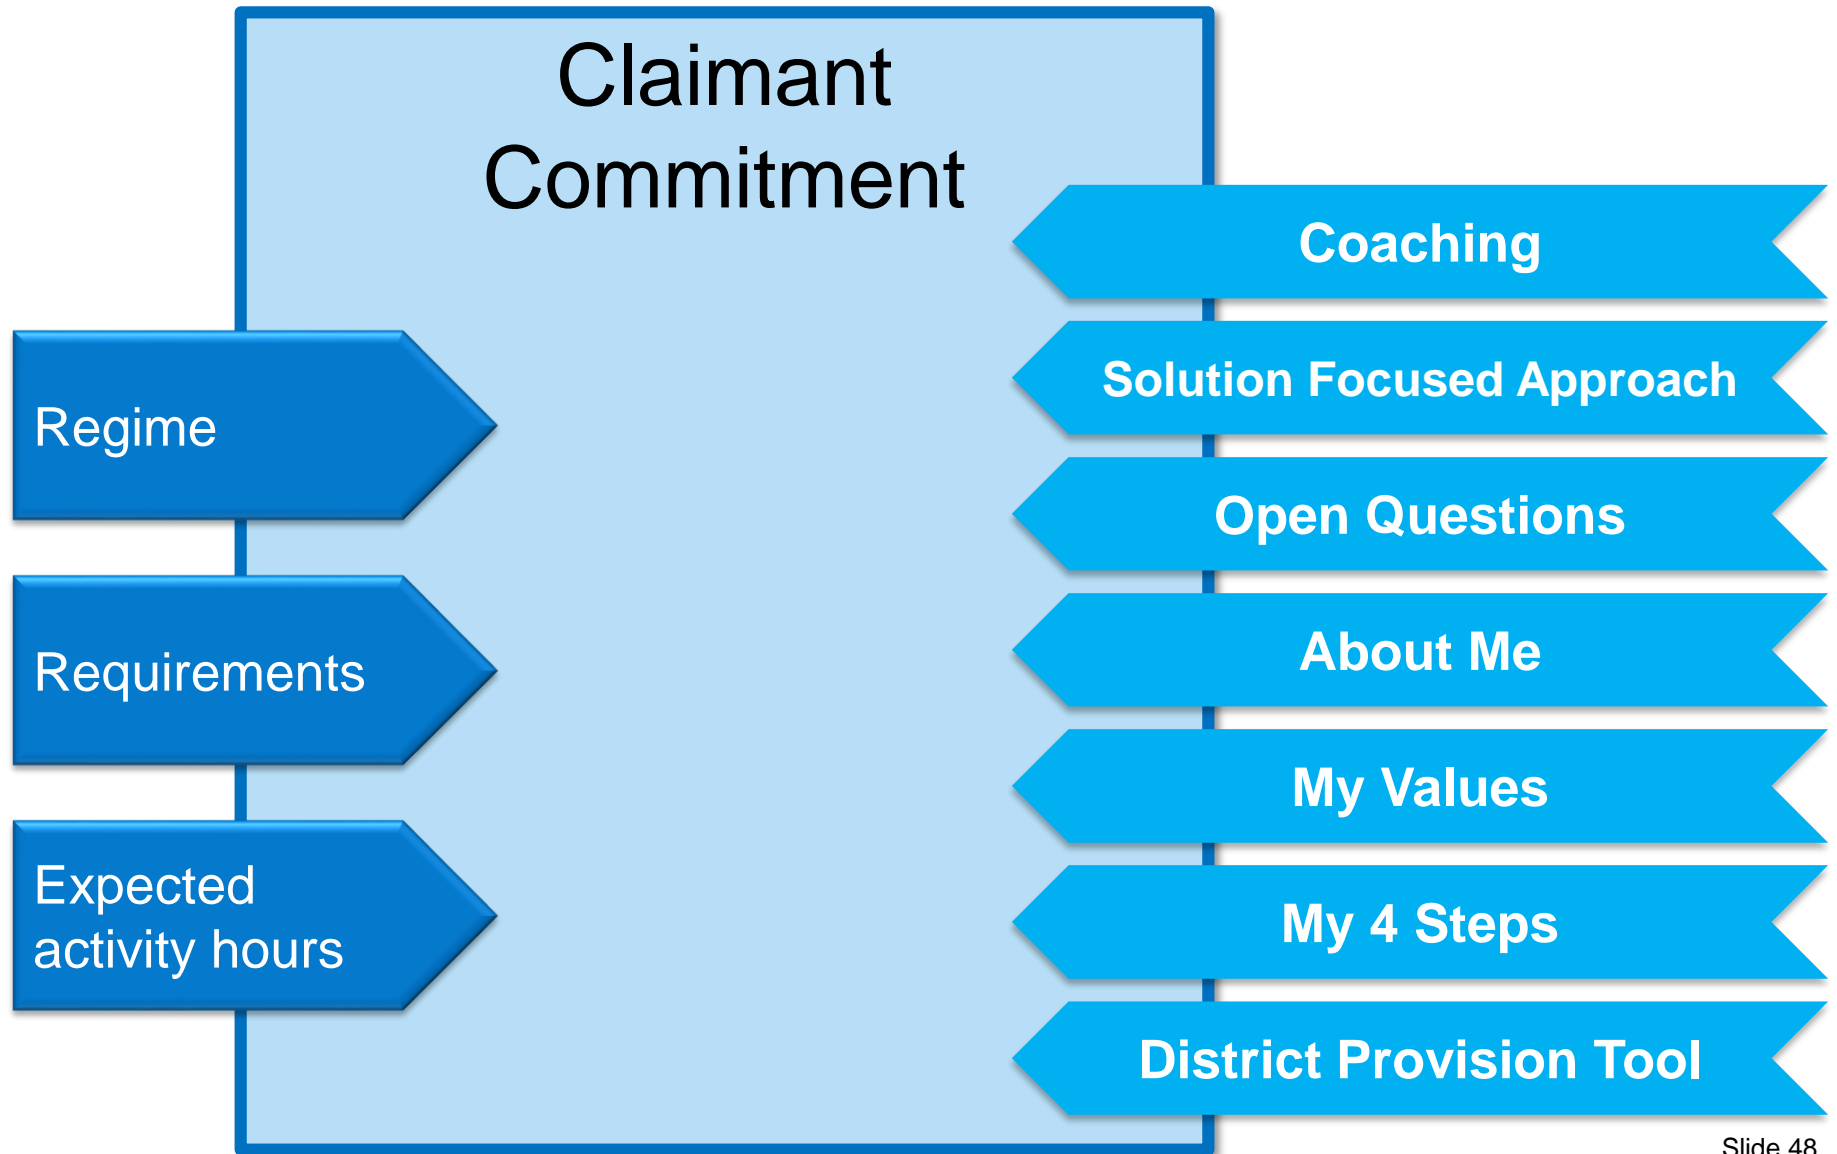 Claimant
Commitment
Regime
Requirements
Expected
activity hours
Coaching
Solution Focused Approach
Open Questions
About Me
My Values
My 4 Steps
District Provision Tool
Slide 48